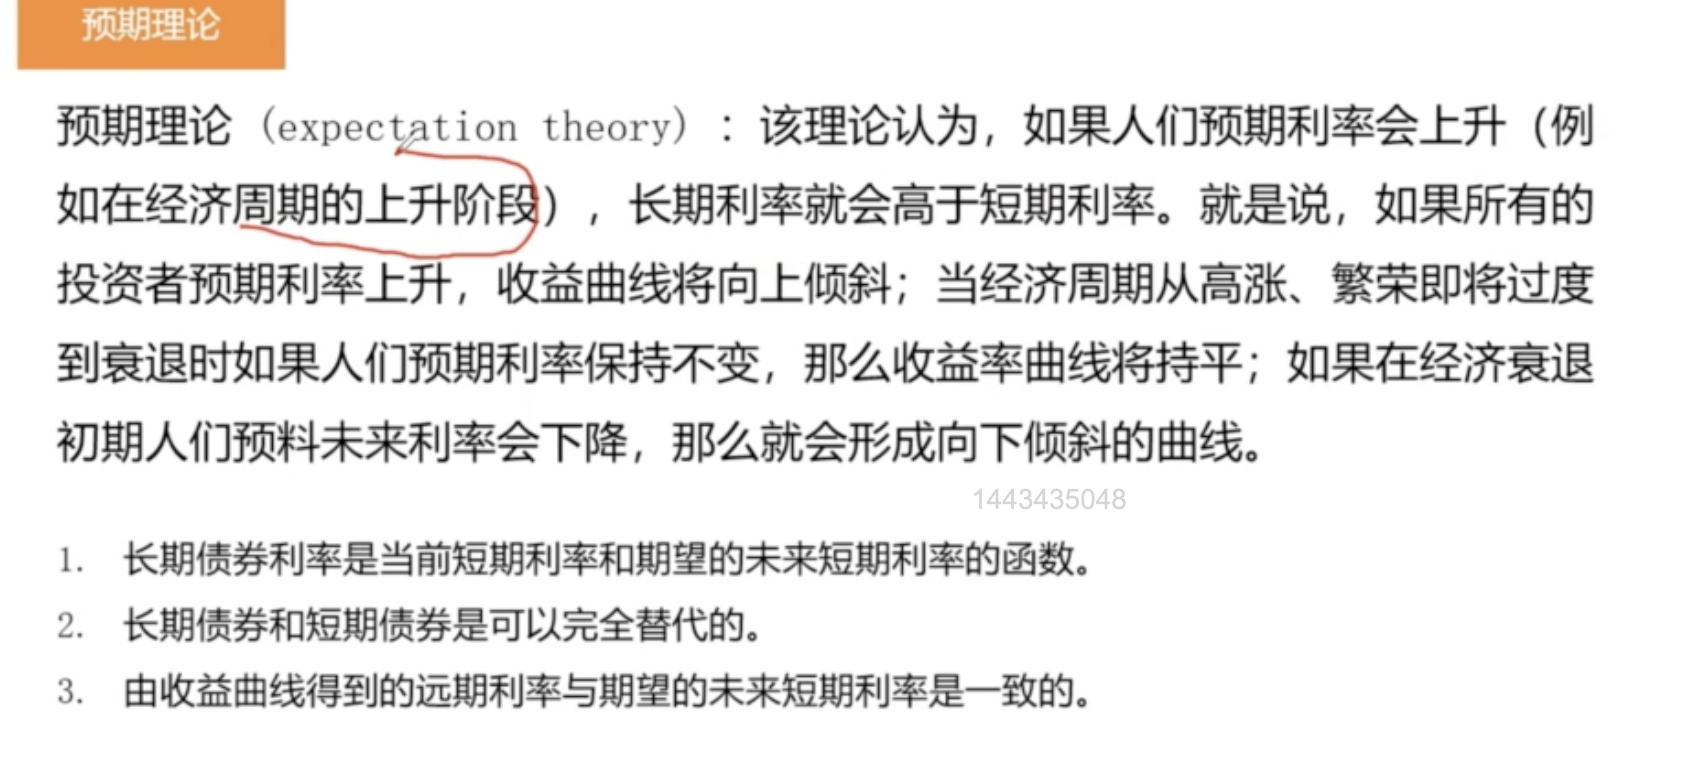 预期理论
预期理论（expectation theory）：该理论认为，如果人们预期利率会上升（例
如在经济周期的上升阶段），长期利率就会高于短期利率。就是说，如果所有的
投资者预期利率上升，收益曲线将向上倾斜；当经济周期从高涨、繁荣即将过度
到衰退时如果人们预期利率保持不变，那么收益率曲线将持平；如果在经济衰退
初期人们预料未来利率会下降，那么就会形成向下倾斜的曲线。
1443435048
1. 长期债券利率是当前短期利率和期望的未来短期利率的函数。
2. 长期债券和短期债券是可以完全替代的。
3. 由收益曲线得到的远期利率与期望的未来短期利率是一致的。